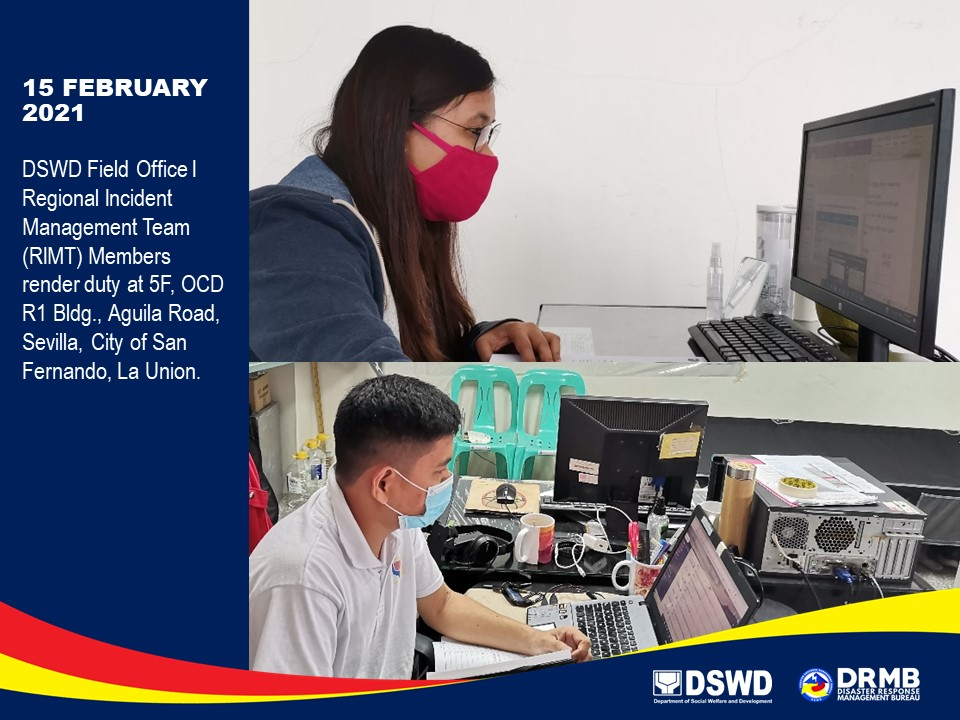 15 FEBRUARY
2021
DSWD Field Office I
Regional Incident
Management Team
(RIMT) Members
render duty at 5F, OCD
R1 Bldg., Aguila Road,
Sevilla, City of San
Fernando, La Union.
DSWD
Department of Social Welfare and Development
DRMB
DISASTER RESPONSE
MANAGEMENT BUREAU